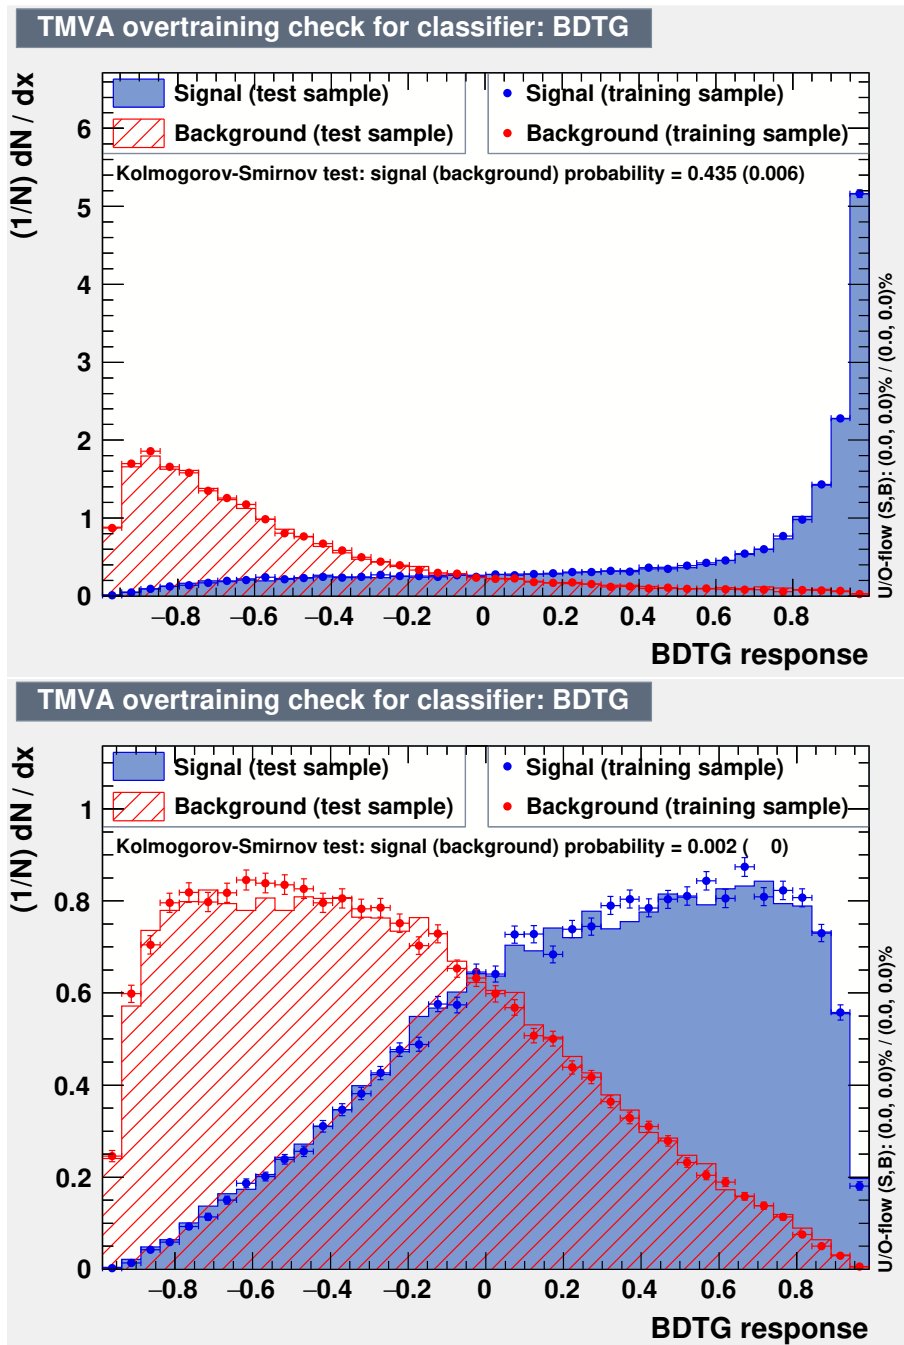 TMVA overtraining check for classifier: BDTG
(1/N) dN / dx
Signal (test sample)
Background (test sample)
Signal (training sample)
Background (training sample)
Kolmogorov-Smirnov test: signal (background) probability = 0.435 (0.006)
6
5
4
3
2
1
0
−0.8 −0.6 −0.4 −0.2 0 0.2 0.4 0.6 0.8
BDTG response
U/O-flow (S,B): (0.0, 0.0)% / (0.0, 0.0)%
TMVA overtraining check for classifier: BDTG
(1/N) dN / dx
Signal (test sample)
Background (test sample)
Signal (training sample)
Background (training sample)
Kolmogorov-Smirnov test: signal (background) probability = 0.002 (    0)
1
0.8
0.6
0.4
0.2
0
−0.8 −0.6 −0.4 −0.2 0 0.2 0.4 0.6 0.8
BDTG response
U/O-flow (S,B): (0.0, 0.0)% / (0.0, 0.0)%